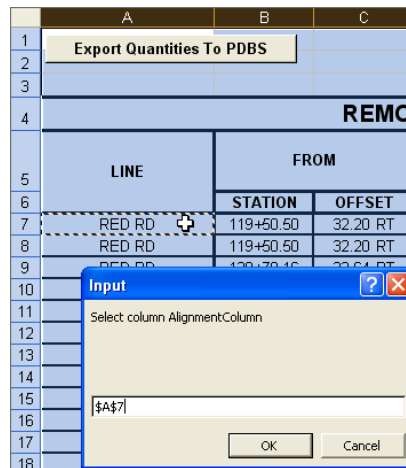 A B C
1
Export Quantities To PDBS
2
3
4
5 LINE FROM
6 STATION OFFSET
7 RED RD 119+50.50 32.20 RT
8 RED RD 119+50.50 32.20 RT
9
10
Input
Select column AlignmentColumn
11
12
13
14
15
$A$7
16
17
OK Cancel
18